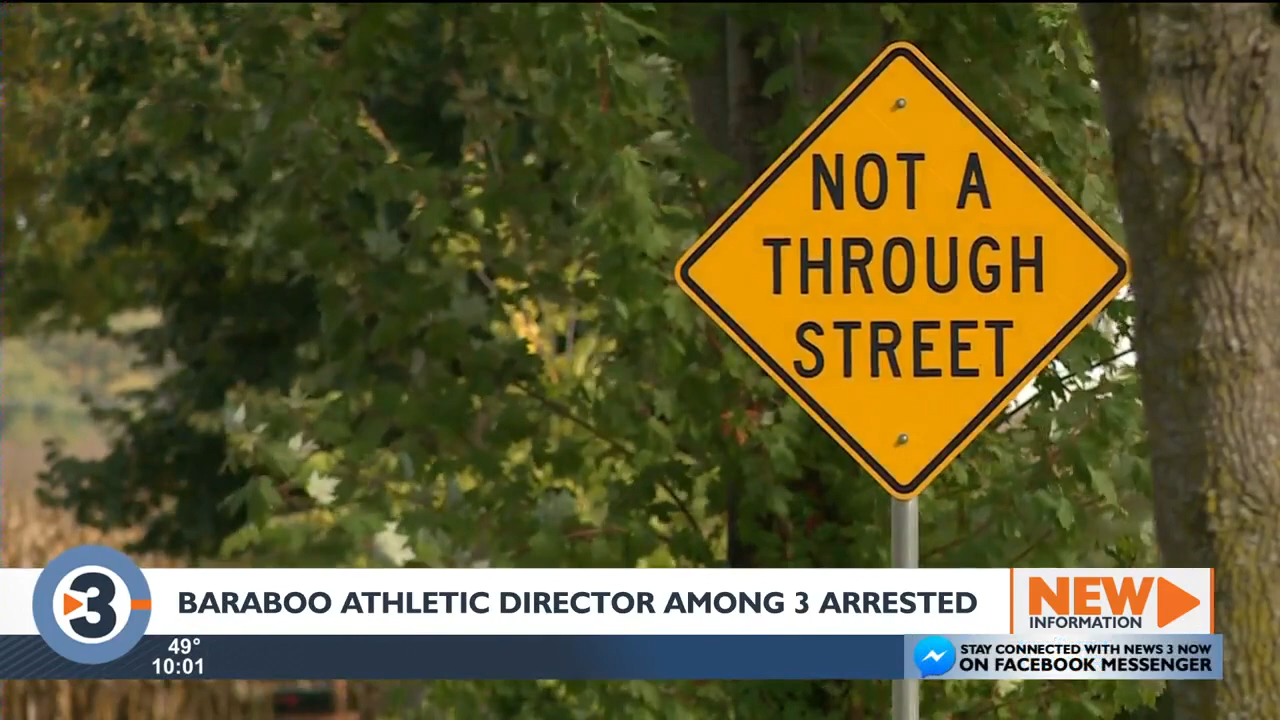 NOT A
THROUGH
STREET
3
BARABOO ATHLETIC DIRECTOR AMONG 3 ARRESTED
NEW
INFORMATION
49°
10:01
STAY CONNECTED WITH NEWS 3 NOW
ON FACEBOOK MESSENGER